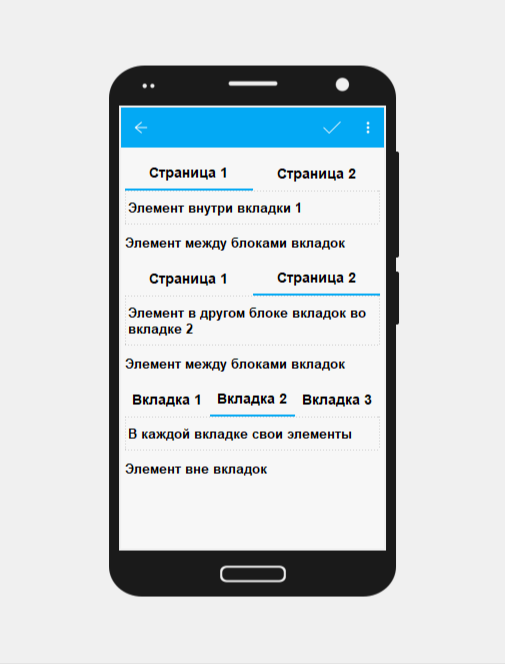 Страница 1 Страница 2
Элемент внутри вкладки 1
Элемент между блоками вкладок
Страница 1 Страница 2
Элемент в другом блоке вкладок во
вкладке 2
Элемент между блоками вкладок
Вкладка 1 Вкладка 2 Вкладка 3
В каждой вкладке свои элементы
Элемент вне вкладок